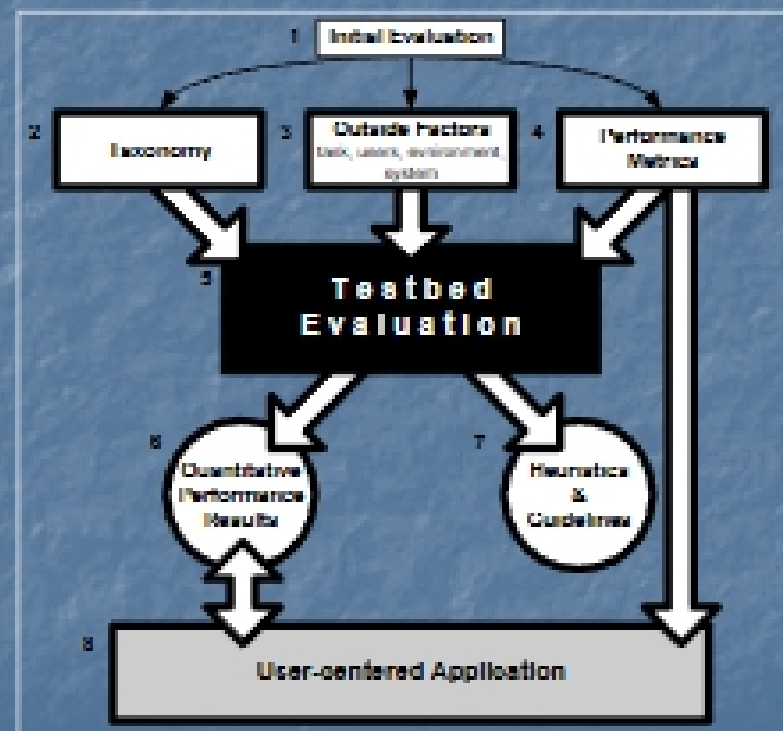 1 Initial Evaluation
2 Taxonomy
3 Outside Factors
task, users, environment,
system
4 Performance
Metrics
5 Testbed
Evaluation
6 Quantitative
Performance
Results
7 Heuristics
&
Guidelines
8 User-centered Application